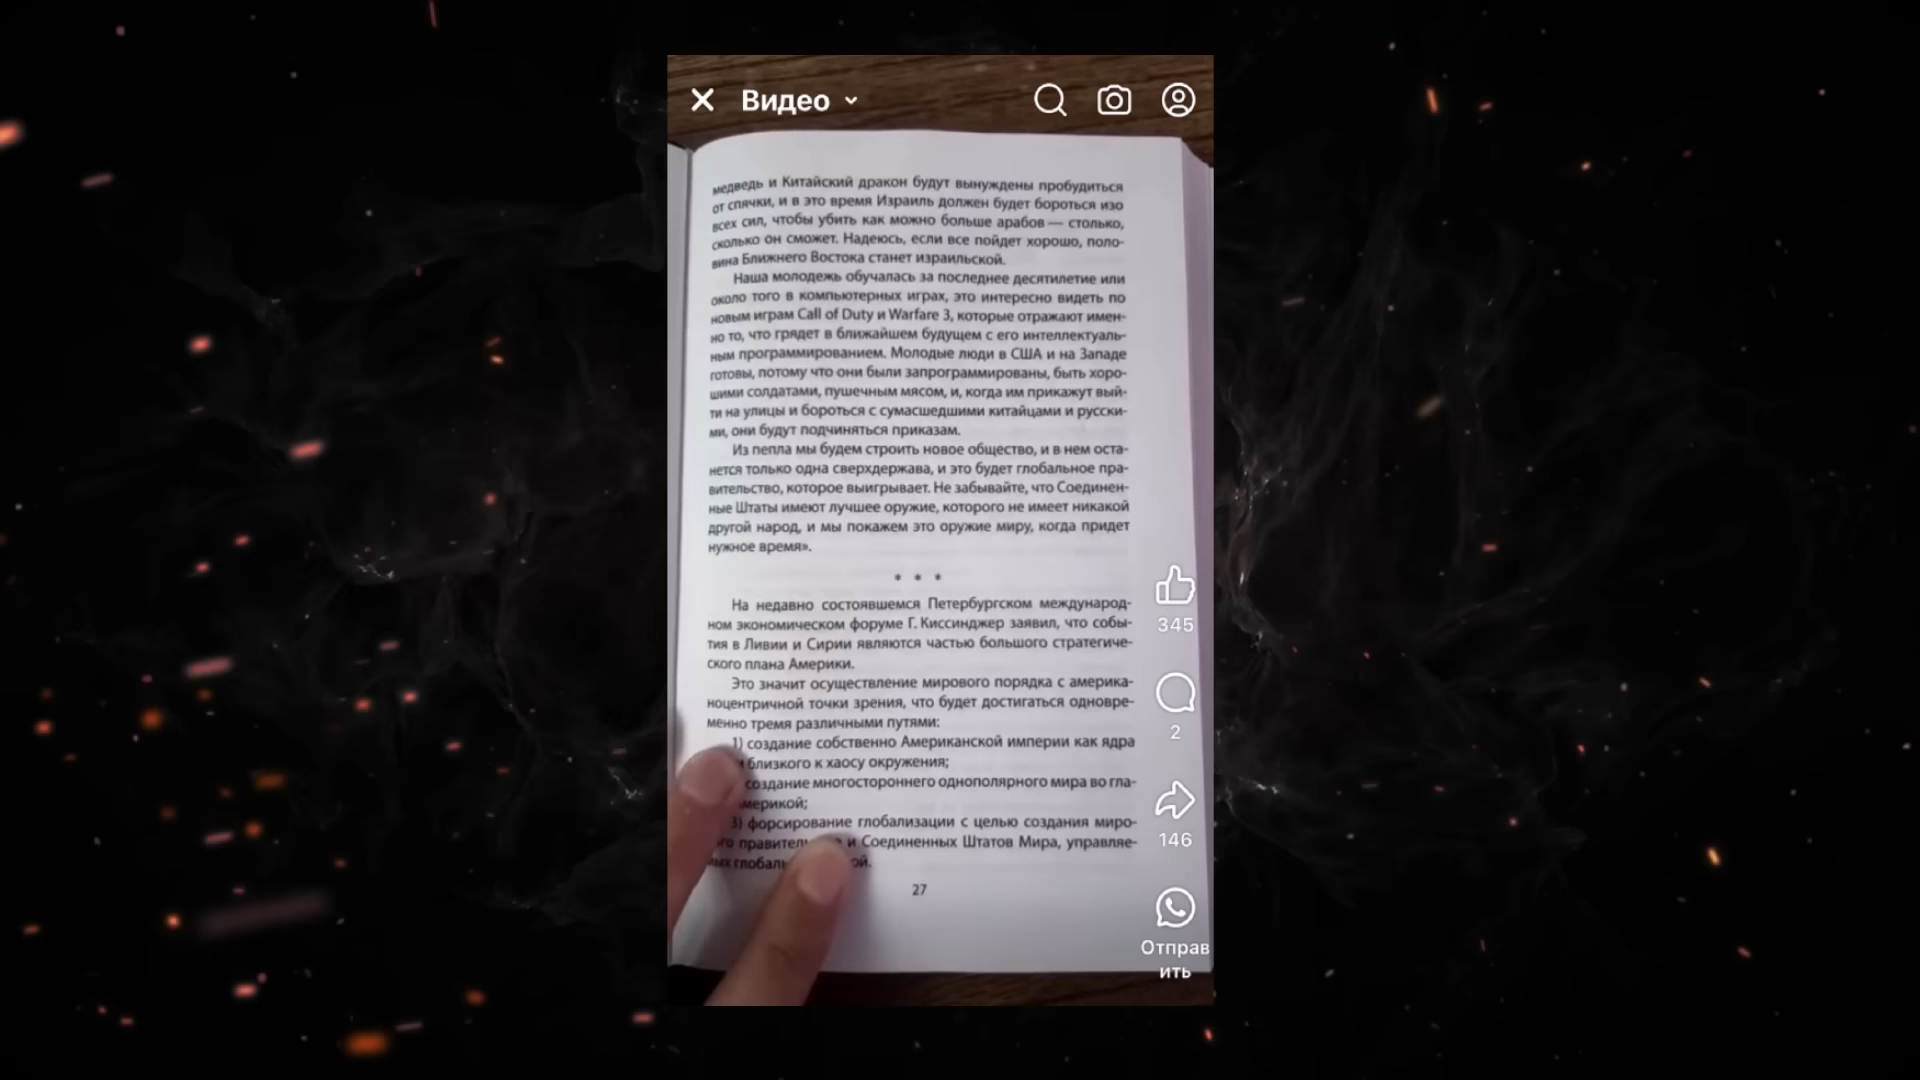 Видео
медведь и Китайский дракон будут вынуждены пробудиться
от спячки, и в это время Израиль должен будет бороться изо
всех сил, чтобы убить как можно больше арабов — столько,
сколько он сможет. Надеюсь, если все пойдет хорошо, поло-
вина Ближнего Востока станет израильской.
Наша молодежь обучалась за последнее десятилетие или
около того в компьютерных играх, это интересно видеть по
новым играм Call of Duty и Warfare 3, которые отражают имен-
но то, что грядет в ближайшем будущем с его интеллектуаль-
ным программированием. Молодые люди в США и на Западе
готовы, потому что они были запрограммированы, быть хоро-
шими солдатами, пушечным мясом, и, когда им прикажут вый-
ти на улицы и бороться с сумасшедшими китайцами и русски-
ми, они будут подчиняться приказам.
Из пепла мы будем строить новое общество, и в нем оста-
нется только одна сверхдержава, и это будет глобальное пра-
вительство, которое выигрывает. Не забывайте, что Соединен-
ные Штаты имеют лучшее оружие, которого не имеет никакой
другой народ, и мы покажем это оружие миру, когда придет
нужное время».
* * *
На недавно состоявшемся Петербургском международ-
ном экономическом форуме Г. Киссинджер заявил, что собы-
тия в Ливии и Сирии являются частью большого стратегиче-
ского плана Америки.
Это значит осуществление мирового порядка с америка-
ноцентричной точки зрения, что будет достигаться одновре-
менно тремя различными путями:
1) создание собственно Американской империи как ядра
близкого к хаосу окружения;
создание многостороннего однополярного мира во гла-
мерикой;
3) форсирование глобализации с целью создания миро-
и Соединенных Штатов Мира, управляе-
мых
27
345
2
146
Отправ
ить